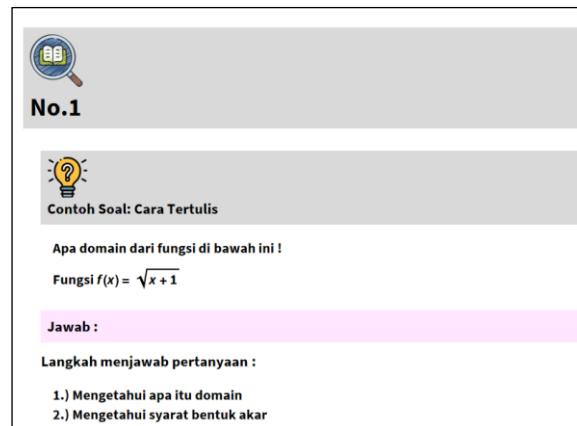 No.1
Contoh Soal: Cara Tertulis
Apa domain dari fungsi di bawah ini !
Fungsi f(x) = √x + 1
Jawab :
Langkah menjawab pertanyaan :
1.) Mengetahui apa itu domain
2.) Mengetahui syarat bentuk akar